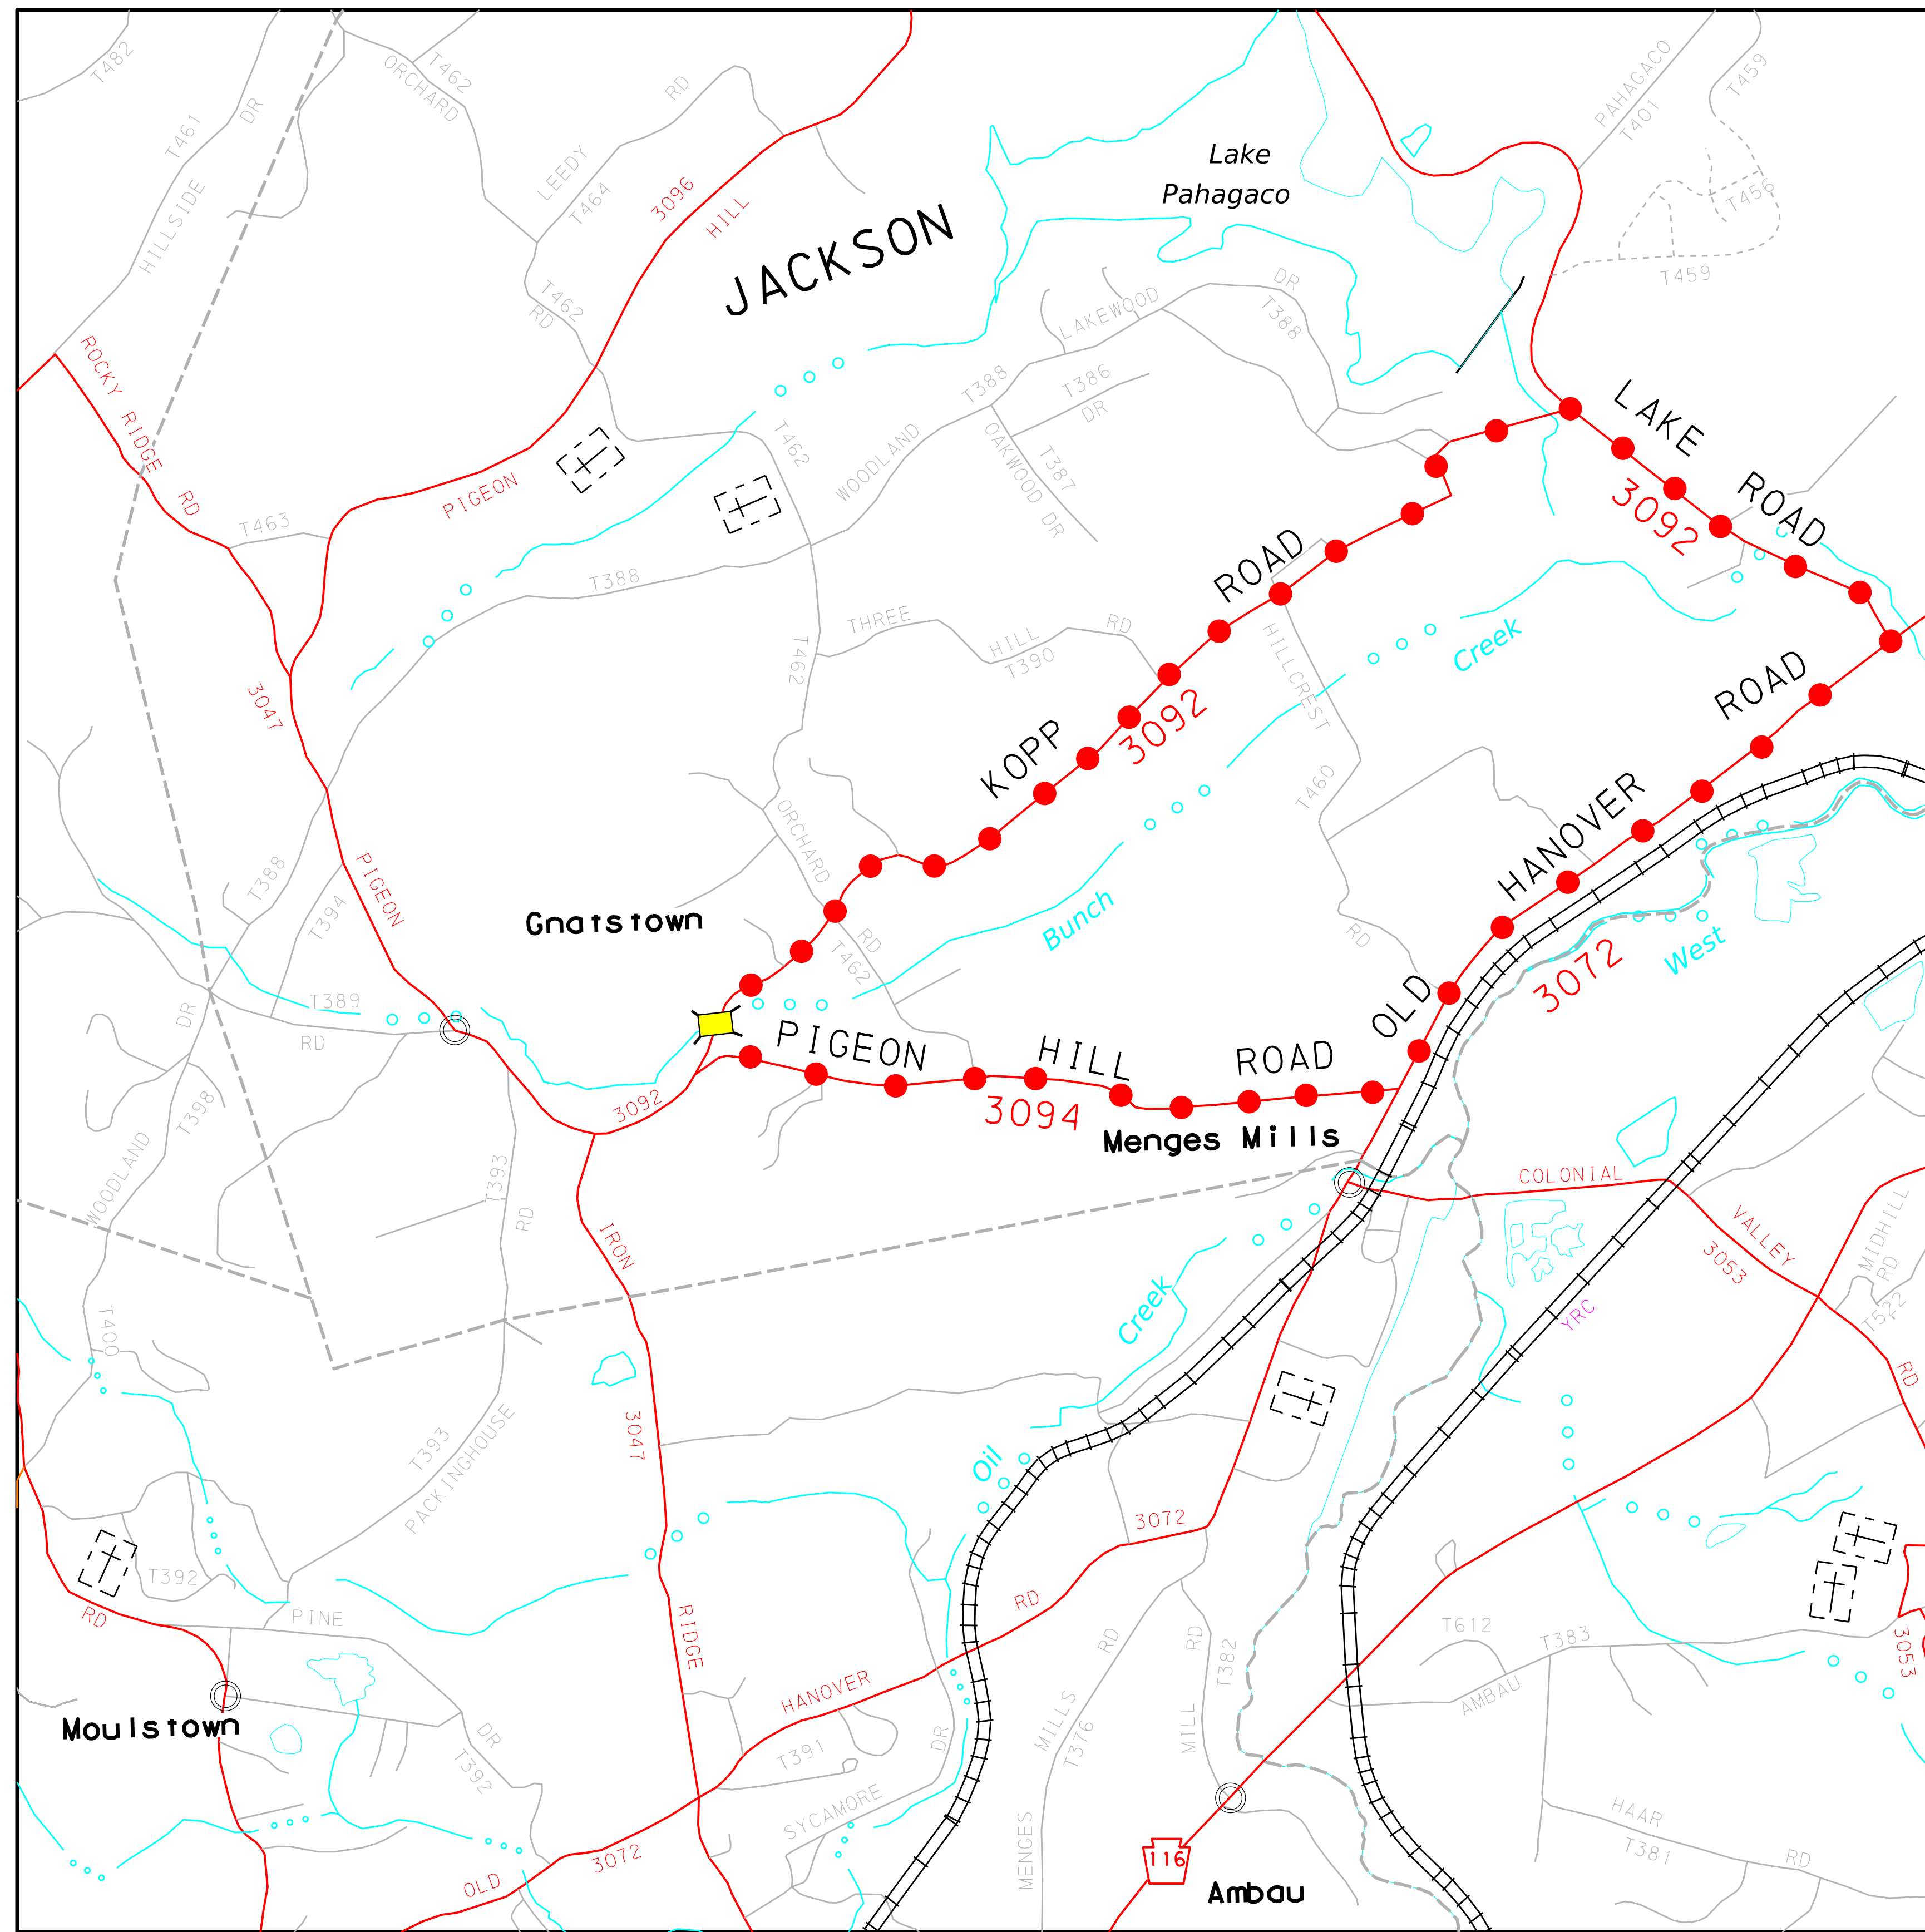 T482
ORCHARD
T462
RD
PAHAGACO
T401
T459
T461
DR
HILLSIDE
LEEDY
T464
3096
HILL
Lake
Pahagaco
T456
T459
JACKSON
T462
RD
LAKEWOOD
DR
T388
ROCKY RIDGE
RD
T388
T386
DR
LAKE
ROAD
3092
T462
WOODLAND
OAKWOOD DR
T387
PIGEON
T463
T388
ROAD
THREE
HILL
RD
T390
T462
HILLCREST
Creek
ROAD
3047
KOPP
3092
T460
HANOVER
ORCHARD
T388
PIGEON
T394
Gnatstown
RD
T462
Bunch
RD
3072
West
OLD
T389
RD
DR
PIGEON
HILL
ROAD
3092
3094
T398
Menges Mills
WOODLAND
T393
RD
COLONIAL
VALLEY
3053
MIDHILL
RD
T522
IRON
Creek
YRC
T400
RD
3047
T393
PACKINGHOUSE
Oil
3072
T392
RD
PINE
RIDGE
RD
RD
RD
T382
T612
T383
3053
HANOVER
AMBAU
Moulstown
MILLS
T376
MILL
DR
T392
T391
DR
SYCAMORE
MENGES
HAAR
T381
RD
3072
OLD
116
Ambau